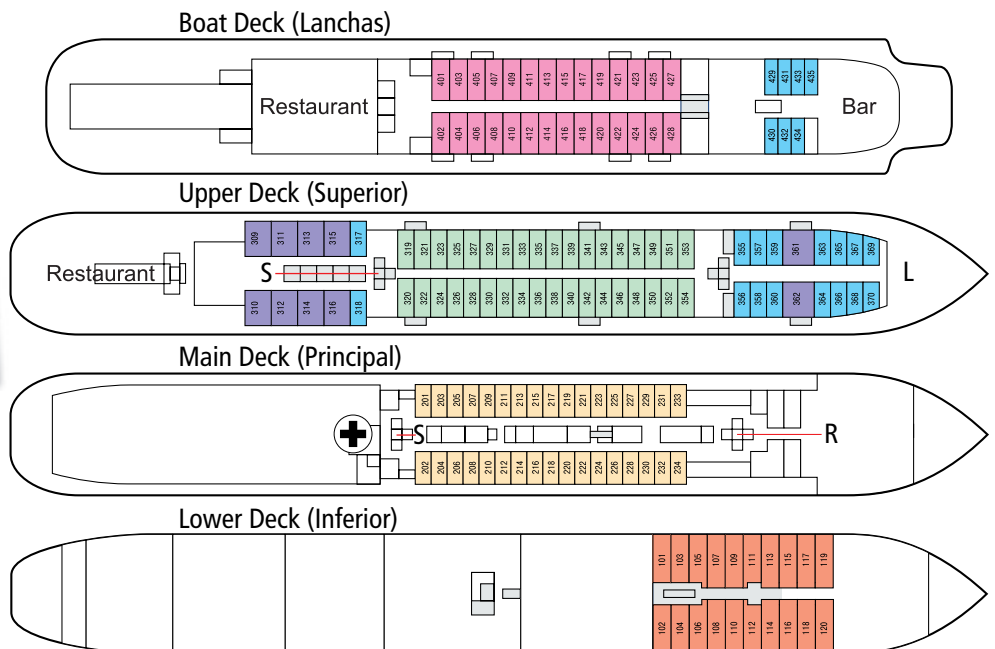 Boat Deck (Lanchas)
401 403 405 407 409 411 413 415 417 419 421 423 425 427
429 431 433 435
Restaurant
Bar
402 404 406 408 410 412 414 416 418 420 422 424 426 428
430 432 434
Upper Deck (Superior)
309 311 313 315 317
319 321 323 325 327 329 331 333 335 337 339 341 343 345 347 349 351 353
355 357 359 361 363 365 367 369
Restaurant
S
L
310 312 314 316 318
320 322 324 326 328 330 332 334 336 338 340 342 344 346 348 350 352 354
356 358 360 362 364 366 368 370
Main Deck (Principal)
201 203 205 207 209 211 213 215 217 219 221 223 225 227 229 231 233
S
R
202 204 206 208 210 212 214 216 218 220 222 224 226 228 230 232 234
Lower Deck (Inferior)
101 103 105 107 109 111 113 115 117 119
102 104 106 108 110 112 114 116 118 120